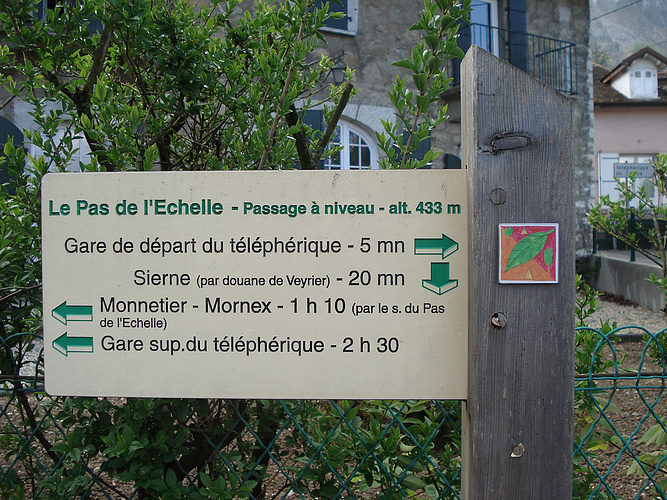 Le Pas de l'Echelle - Passage à niveau - alt. 433 m
Gare de départ du téléphérique - 5 mn
Sierne (par douane de Veyrier) - 20 mn
Monnetier - Mornex - 1 h 10 (par le s. du Pas
de l'Echelle)
Gare sup.du téléphérique - 2 h 30
Téléphérique